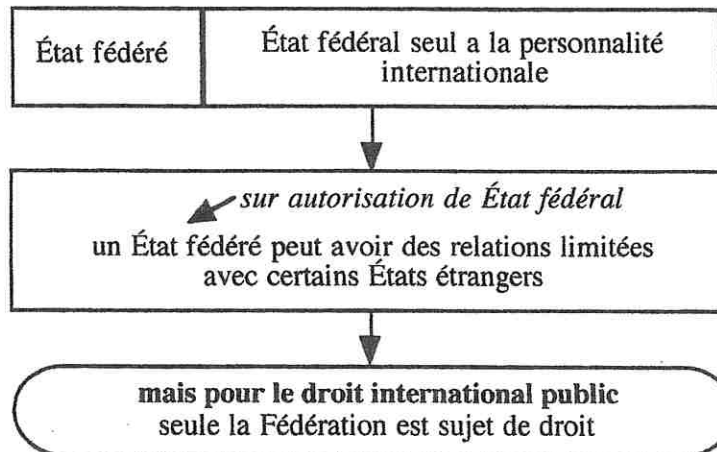 État fédéré
État fédéral seul a la personnalité
internationale
sur autorisation de État fédéral
un État fédéré peut avoir des relations limitées
avec certains États étrangers
mais pour le droit international public
seule la Fédération est sujet de droit